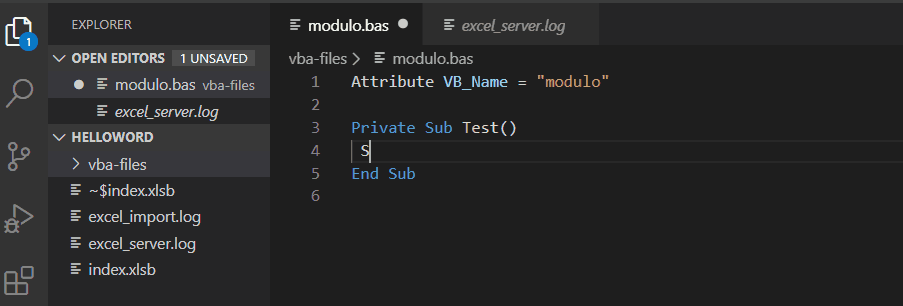 EXPLORER
OPEN EDITORS 1 UNSAVED
modulo.bas vba-files
excel_server.log
HELLOWORD
vba-files
~$index.xlsb
excel_import.log
excel_server.log
index.xlsb
1
modulo.bas
excel_server.log
vba-files > modulo.bas
1 Attribute VB_Name = "modulo"
2
3 Private Sub Test()
4 S
5 End Sub
6